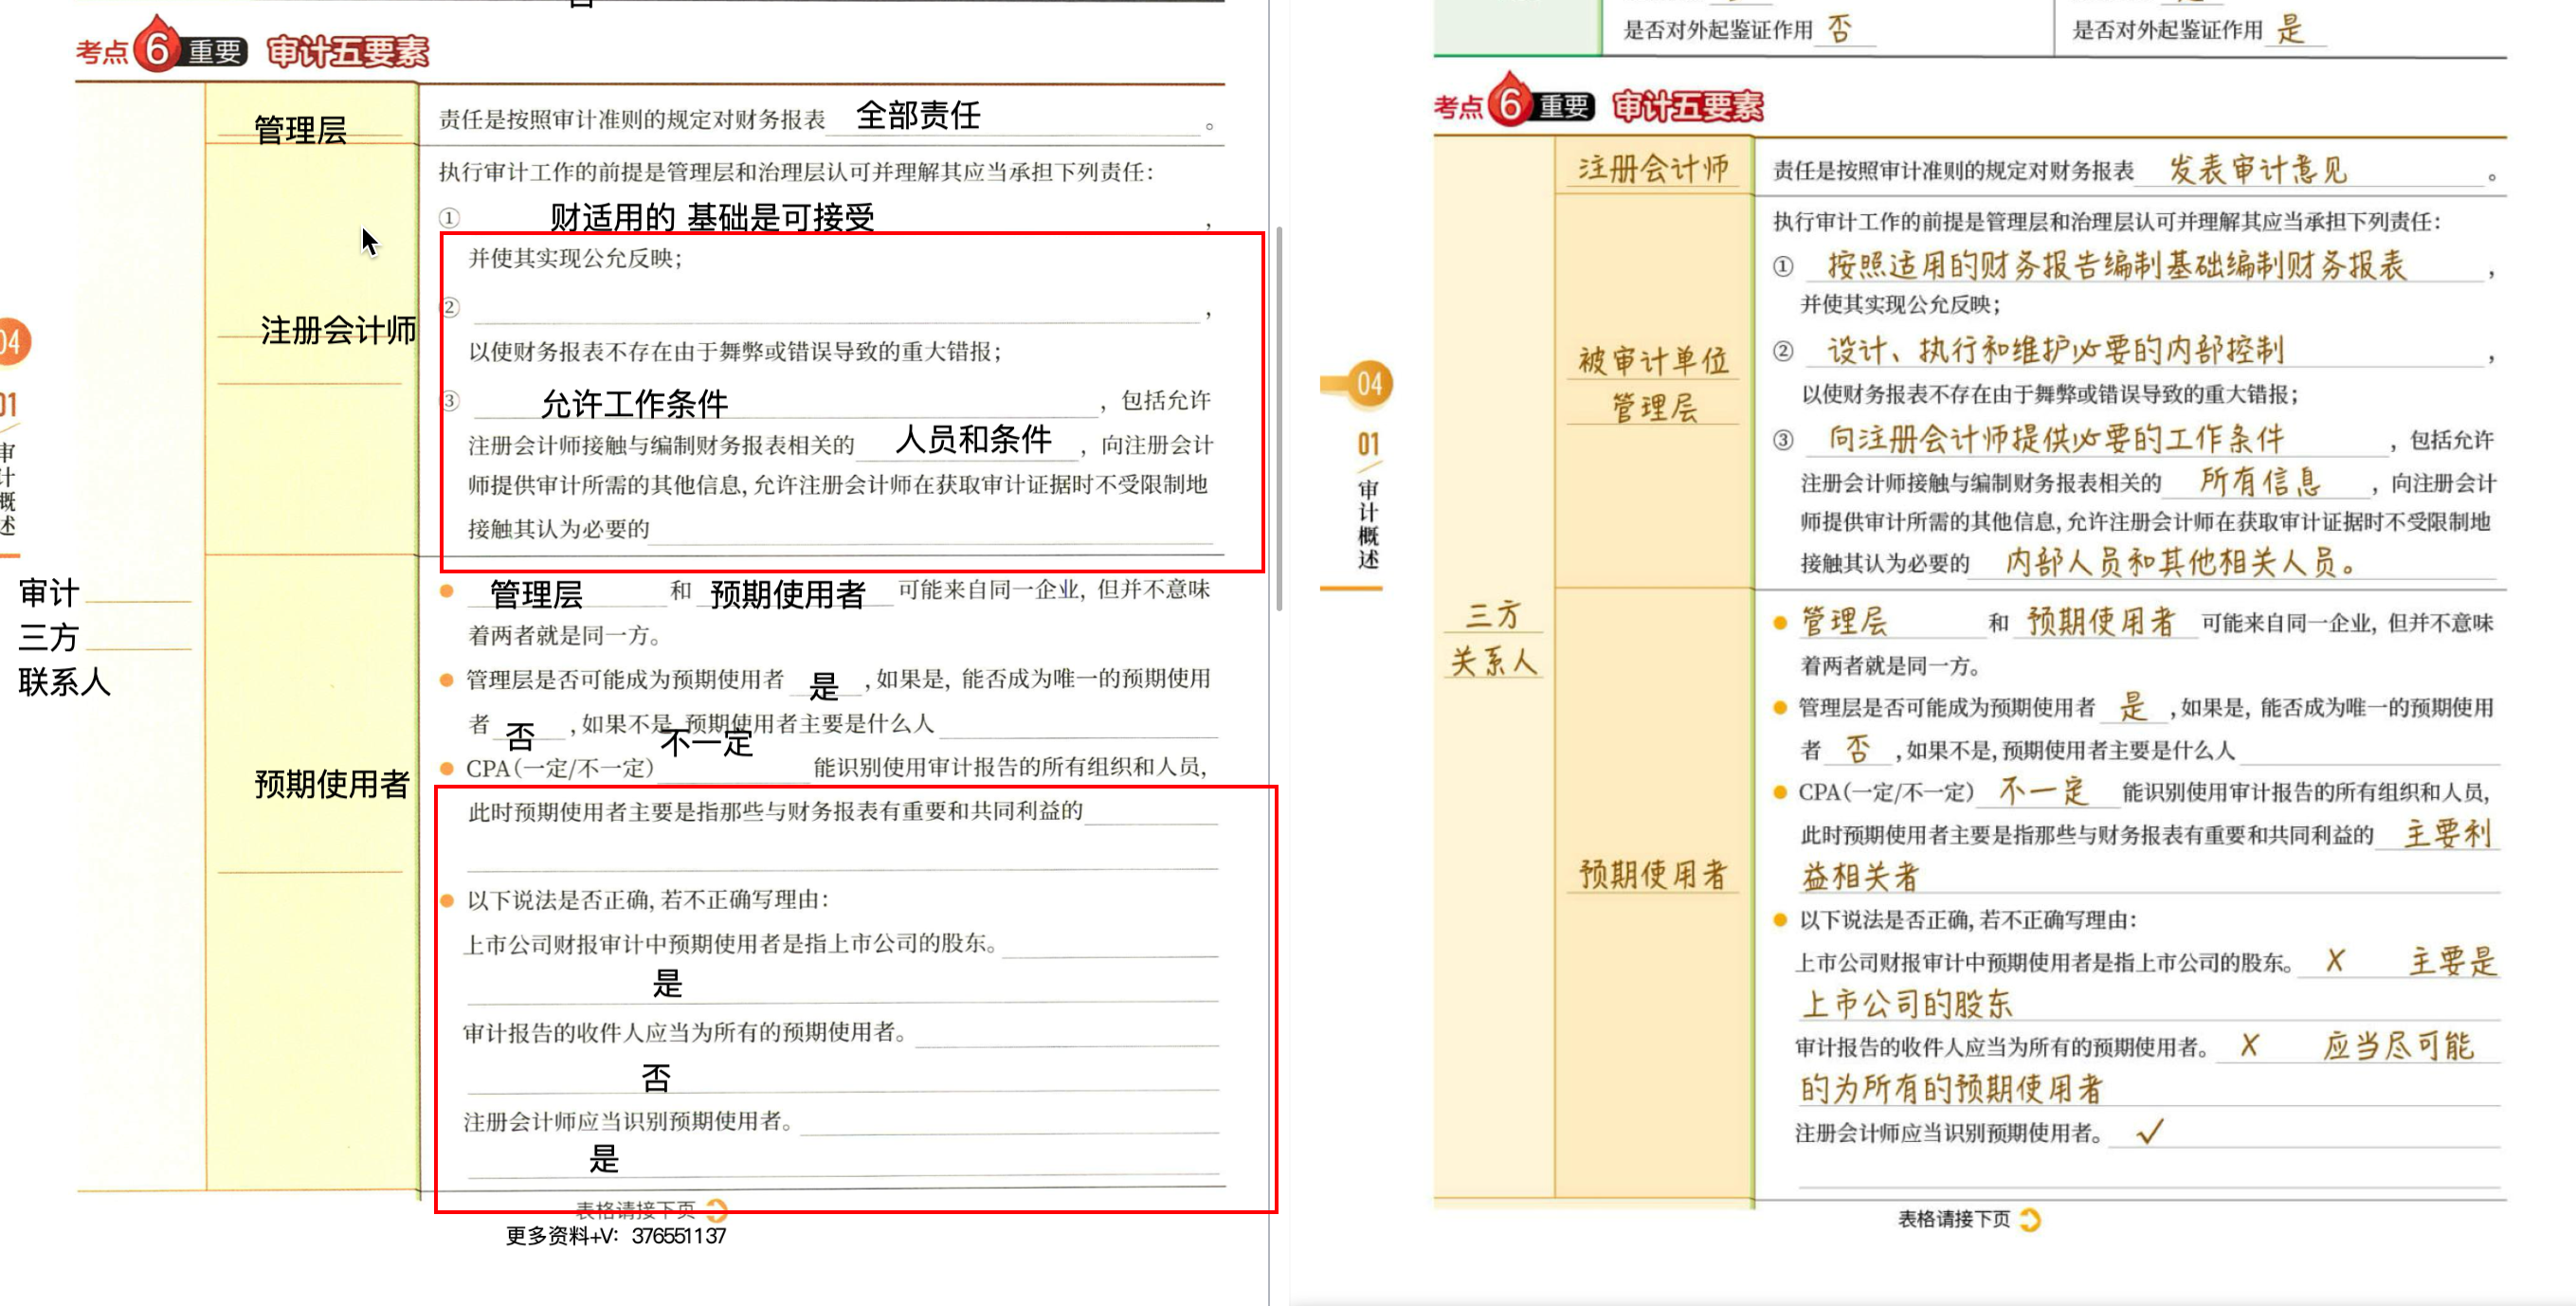 考点 6 重要 审计五要素
管理层
责任是按照审计准则的规定对财务报表 全部责任 。
执行审计工作的前提是管理层和治理层认可并理解其应当承担下列责任:
① 财适用的 基础是可接受 ,
并使其实现公允反映;
② ,
注册会计师
以使财务报表不存在由于舞弊或错误导致的重大错报;
③ 允许工作条件 , 包括允许
注册会计师接触与编制财务报表相关的 人员和条件 , 向注册会计
师提供审计所需的其他信息,允许注册会计师在获取审计证据时不受限制地
接触其认为必要的
04
01
审计概述
审计
三方
联系人
● 管理层 和 预期使用者 可能来自同一企业, 但并不意味
着两者就是同一方。
● 管理层是否可能成为预期使用者 是 ,如果是, 能否成为唯一的预期使用
者 否 ,如果不是,预期使用者主要是什么人
● CPA(一定/不一定) 不一定 能识别使用审计报告的所有组织和人员,
预期使用者
此时预期使用者主要是指那些与财务报表有重要和共同利益的
● 以下说法是否正确,若不正确写理由:
上市公司财报审计中预期使用者是指上市公司的股东。
是
审计报告的收件人应当为所有的预期使用者。
否
注册会计师应当识别预期使用者。
是
表格请接下页
更多资料+V: 376551137
是否对外起鉴证作用 否
是否对外起鉴证作用 是
考点 6 重要 审计五要素
注册会计师
责任是按照审计准则的规定对财务报表 发表审计意见 。
执行审计工作的前提是管理层和治理层认可并理解其应当承担下列责任:
① 按照适用的财务报告编制基础编制财务报表 ,
并使其实现公允反映;
被审计单位
管理层
② 设计、执行和维护必要的内部控制 ,
以使财务报表不存在由于舞弊或错误导致的重大错报;
③ 向注册会计师提供必要的工作条件 , 包括允许
注册会计师接触与编制财务报表相关的 所有信息 , 向注册会计
师提供审计所需的其他信息,允许注册会计师在获取审计证据时不受限制地
接触其认为必要的 内部人员和其他相关人员。
04
01
审计概述
三方
关系人
● 管理层 和 预期使用者 可能来自同一企业, 但并不意味
着两者就是同一方。
● 管理层是否可能成为预期使用者 是 ,如果是, 能否成为唯一的预期使用
者 否 ,如果不是,预期使用者主要是什么人
● CPA(一定/不一定) 不一定 能识别使用审计报告的所有组织和人员,
此时预期使用者主要是指那些与财务报表有重要和共同利益的 主要利
益相关者
预期使用者
● 以下说法是否正确,若不正确写理由:
上市公司财报审计中预期使用者是指上市公司的股东。 X 主要是
上市公司的股东
审计报告的收件人应当为所有的预期使用者。 X 应当尽可能
的为所有的预期使用者
注册会计师应当识别预期使用者。 ✓
表格请接下页